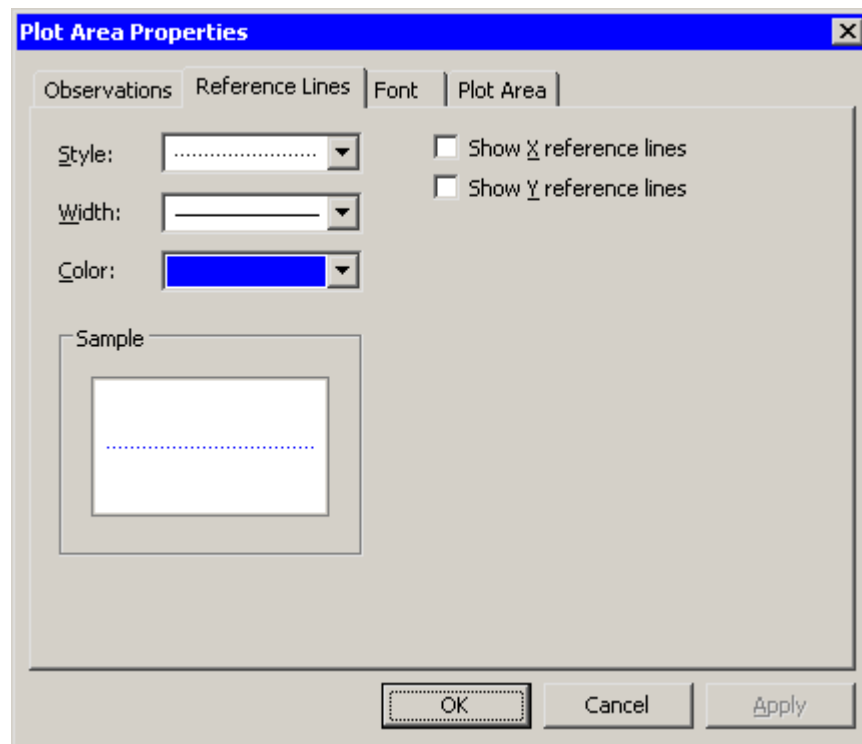 Plot Area Properties
Observations Reference Lines Font Plot Area
Style:
Show X reference lines
Show Y reference lines
Width:
Color:
Sample
OK Cancel Apply